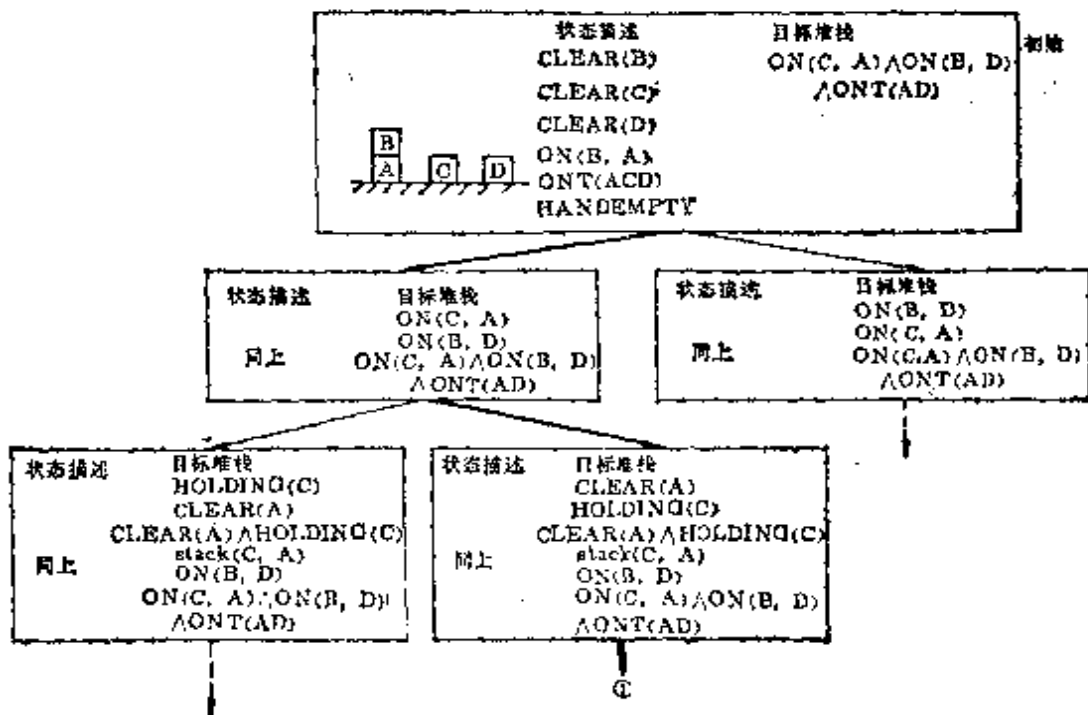 状态描述 目标堆栈 初始
CLEAR(B) ON(C, A)∧ON(B, D)
CLEAR(C) ∧ONT(AD)
CLEAR(D)
B ON(B, A)
A C D ONT(ACD)
HANDEMPTY
状态描述 目标堆栈
ON(C, A)
ON(B, D)
同上 ON(C, A)∧ON(B, D)
∧ONT(AD)
状态描述 目标堆栈
ON(B, D)
ON(C, A)
同上 ON(C.A)∧ON(B, D)
∧ONT(AD)
状态描述 目标堆栈
HOLDING(C)
CLEAR(A)
CLEAR(A)∧HOLDING(C)
同上 stack(C, A)
ON(B, D)
ON(C, A)∧ON(B, D)
∧ONT(AD)
状态描述 目标堆栈
CLEAR(A)
HOLDING(C)
CLEAR(A)∧HOLDING(C)
同上 stack(C, A)
ON(B, D)
ON(C, A)∧ON(B, D)
∧ONT(AD)
①